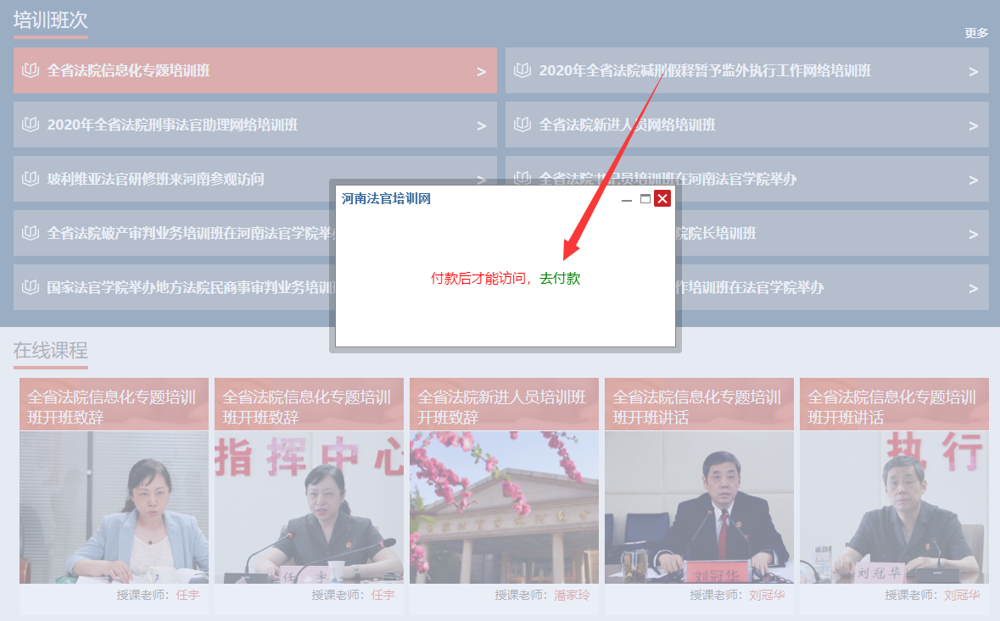 培训班次
更多
全省法院信息化专题培训班 >
2020年全省法院减刑假释暂予监外执行工作网络培训班 >
2020年全省法院刑事法官助理网络培训班 >
全省法院新进人员网络培训班 >
玻利维亚法官研修班来河南参观访问 >
全省法院书记员培训班在河南法官学院举办 >
全省法院破产审判业务培训班在河南法官学院举
院院长培训班 >
国家法官学院举办地方法院民商事审判业务培训
作培训班在法官学院举办 >
河南法官培训网
付款后才能访问，去付款
在线课程
全省法院信息化专题培训
班开班致辞
全省法院信息化专题培训
班开班致辞
全省法院新进人员培训班
开班致辞
全省法院信息化专题培训
班开班讲话
全省法院信息化专题培训
班开班讲话
指挥中心
任宇
刘冠华
执行
刘冠华
授课老师：任宇
授课老师：任宇
授课老师：潘家玲
授课老师：刘冠华
授课老师：刘冠华